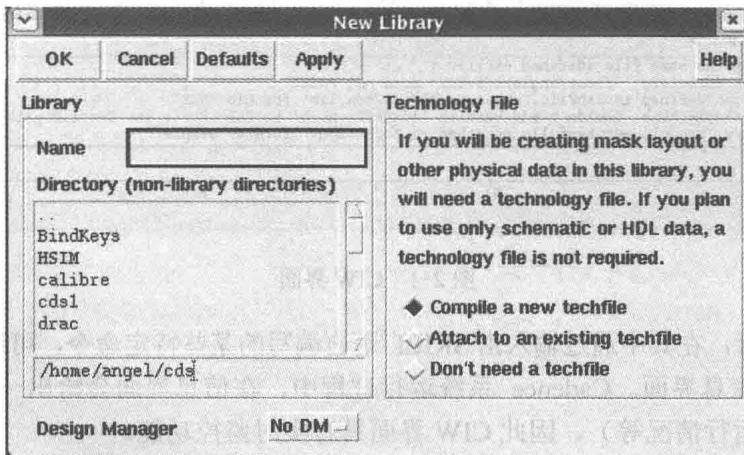 New Library
OK Cancel Defaults Apply Help
Library
Name
Directory (non-library directories)
..
BindKeys
HSIM
calibre
cds1
drac
/home/angel/cds
Design Manager No DM
Technology File
If you will be creating mask layout or
other physical data in this library, you
will need a technology file. If you plan
to use only schematic or HDL data, a
technology file is not required.
Compile a new techfile
Attach to an existing techfile
Don't need a techfile